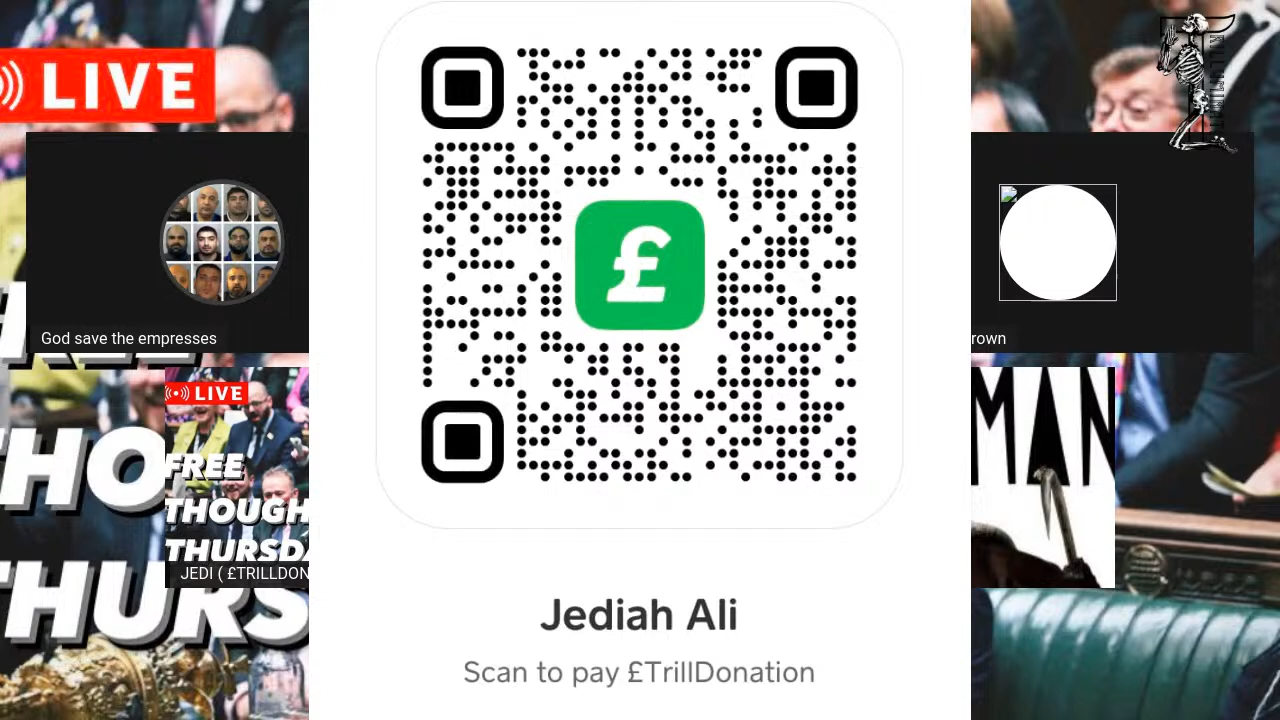 LIVE
God save the empresses
rown
LIVE
FREE
THOUGH
THURSDA
JEDI ( £TRILLDON
THO
THURS
MAN
£
Jediah Ali
Scan to pay £TrillDonation